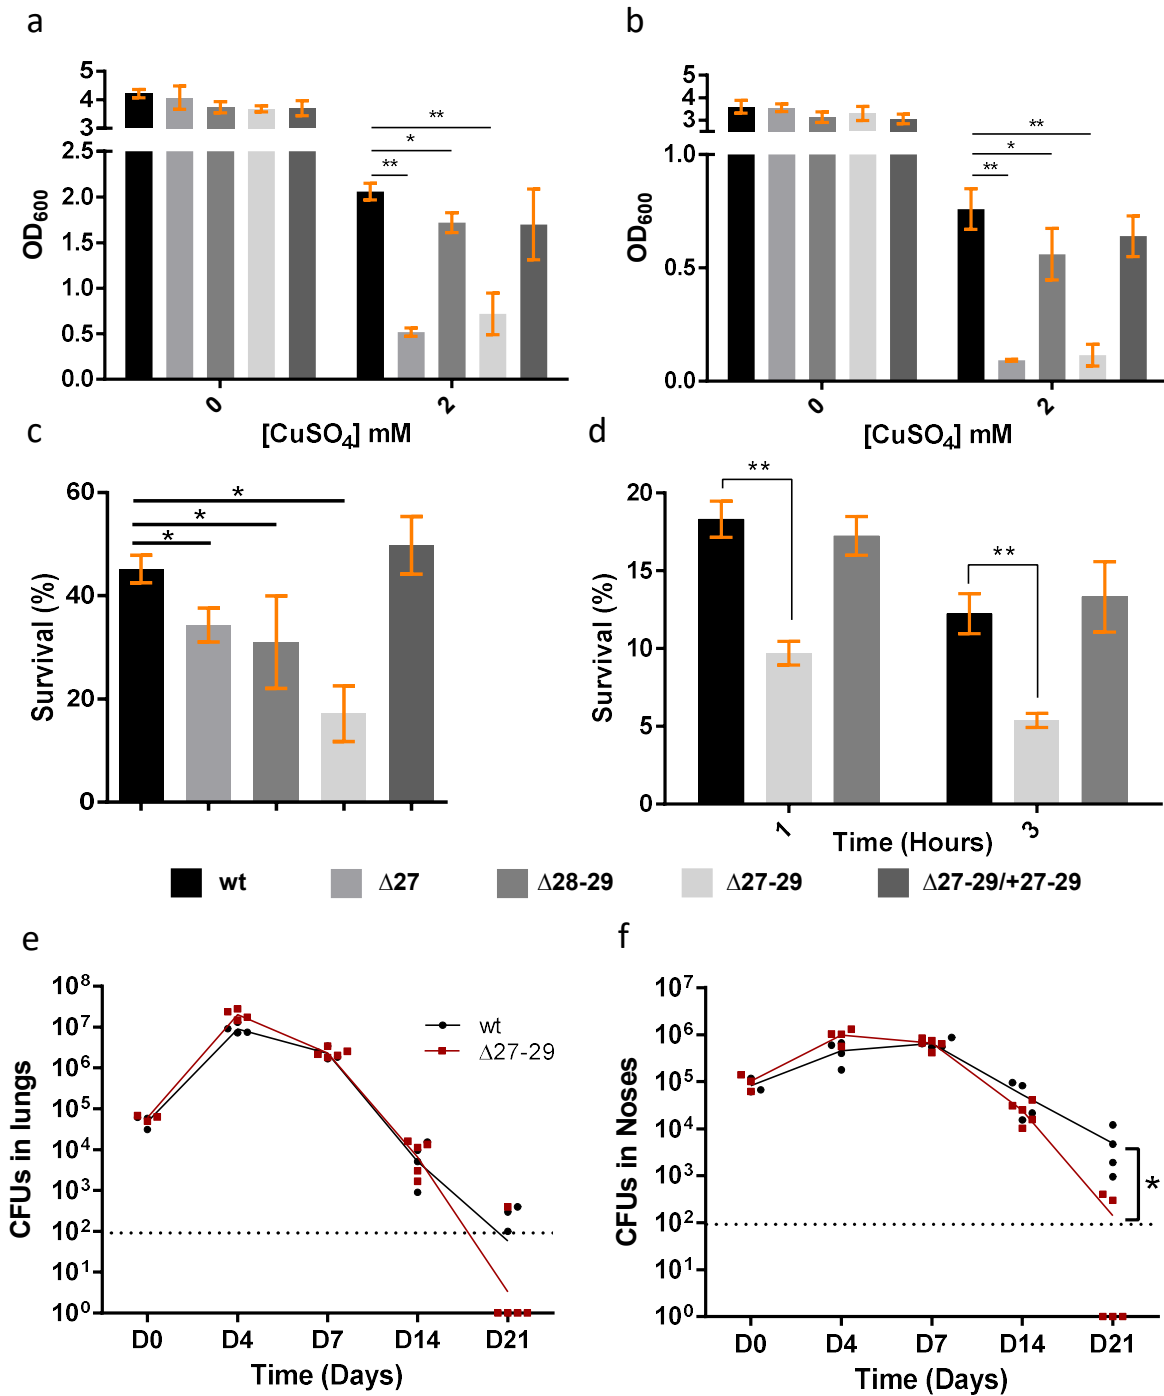 a
b
5
4
3
2.5
2.0
1.5
1.0
0.5
0.0
OD600
**
*
**
0
2
[CuSO4] mM
5
4
3
1.0
0.5
0.0
OD600
**
*
**
0
2
[CuSO4] mM
c
d
60
40
20
0
Survival (%)
*
*
*
20
15
10
5
0
Survival (%)
**
**
1
Time (Hours)
3
wt
Δ27
Δ28-29
Δ27-29
Δ27-29/+27-29
e
f
10^8
10^7
10^6
10^5
10^4
10^3
10^2
10^1
10^0
CFUs in lungs
wt
Δ27-29
D0
D4
D7
D14
D21
Time (Days)
10^7
10^6
10^5
10^4
10^3
10^2
10^1
10^0
CFUs in Noses
*
D0
D4
D7
D14
D21
Time (Days)